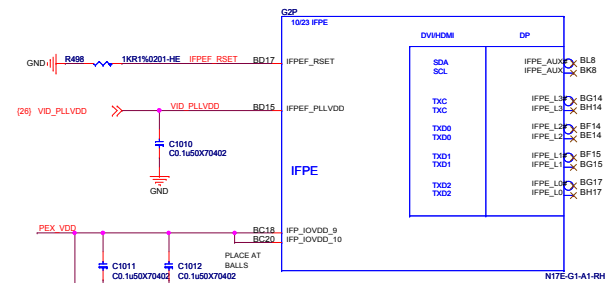 G2P
10/23 IFPE
DVI/HDMI DP
GND R498 1KR1%0201-HE IFPEF_RSET BD17 IFPEF_RSET
SDA IFPE_AUX# BL8
SCL IFPE_AUX BK8
{26} VID_PLLVDD VID_PLLVDD BD15 IFPEF_PLLVDD
TXC IFPE_L3# BG14
TXC IFPE_L3 BH14
TXD0 IFPE_L2# BF14
TXD0 IFPE_L2 BE14
C1010
C0.1u50X70402
TXD1 IFPE_L1# BF15
TXD1 IFPE_L1 BG15
GND
IFPE
TXD2 IFPE_L0# BG17
TXD2 IFPE_L0 BH17
PEX_VDD BC18 IFP_IOVDD_9
BC20 IFP_IOVDD_10
PLACE AT
BALLS
C1011 C1012
C0.1u50X70402 C0.1u50X70402
N17E-G1-A1-RH